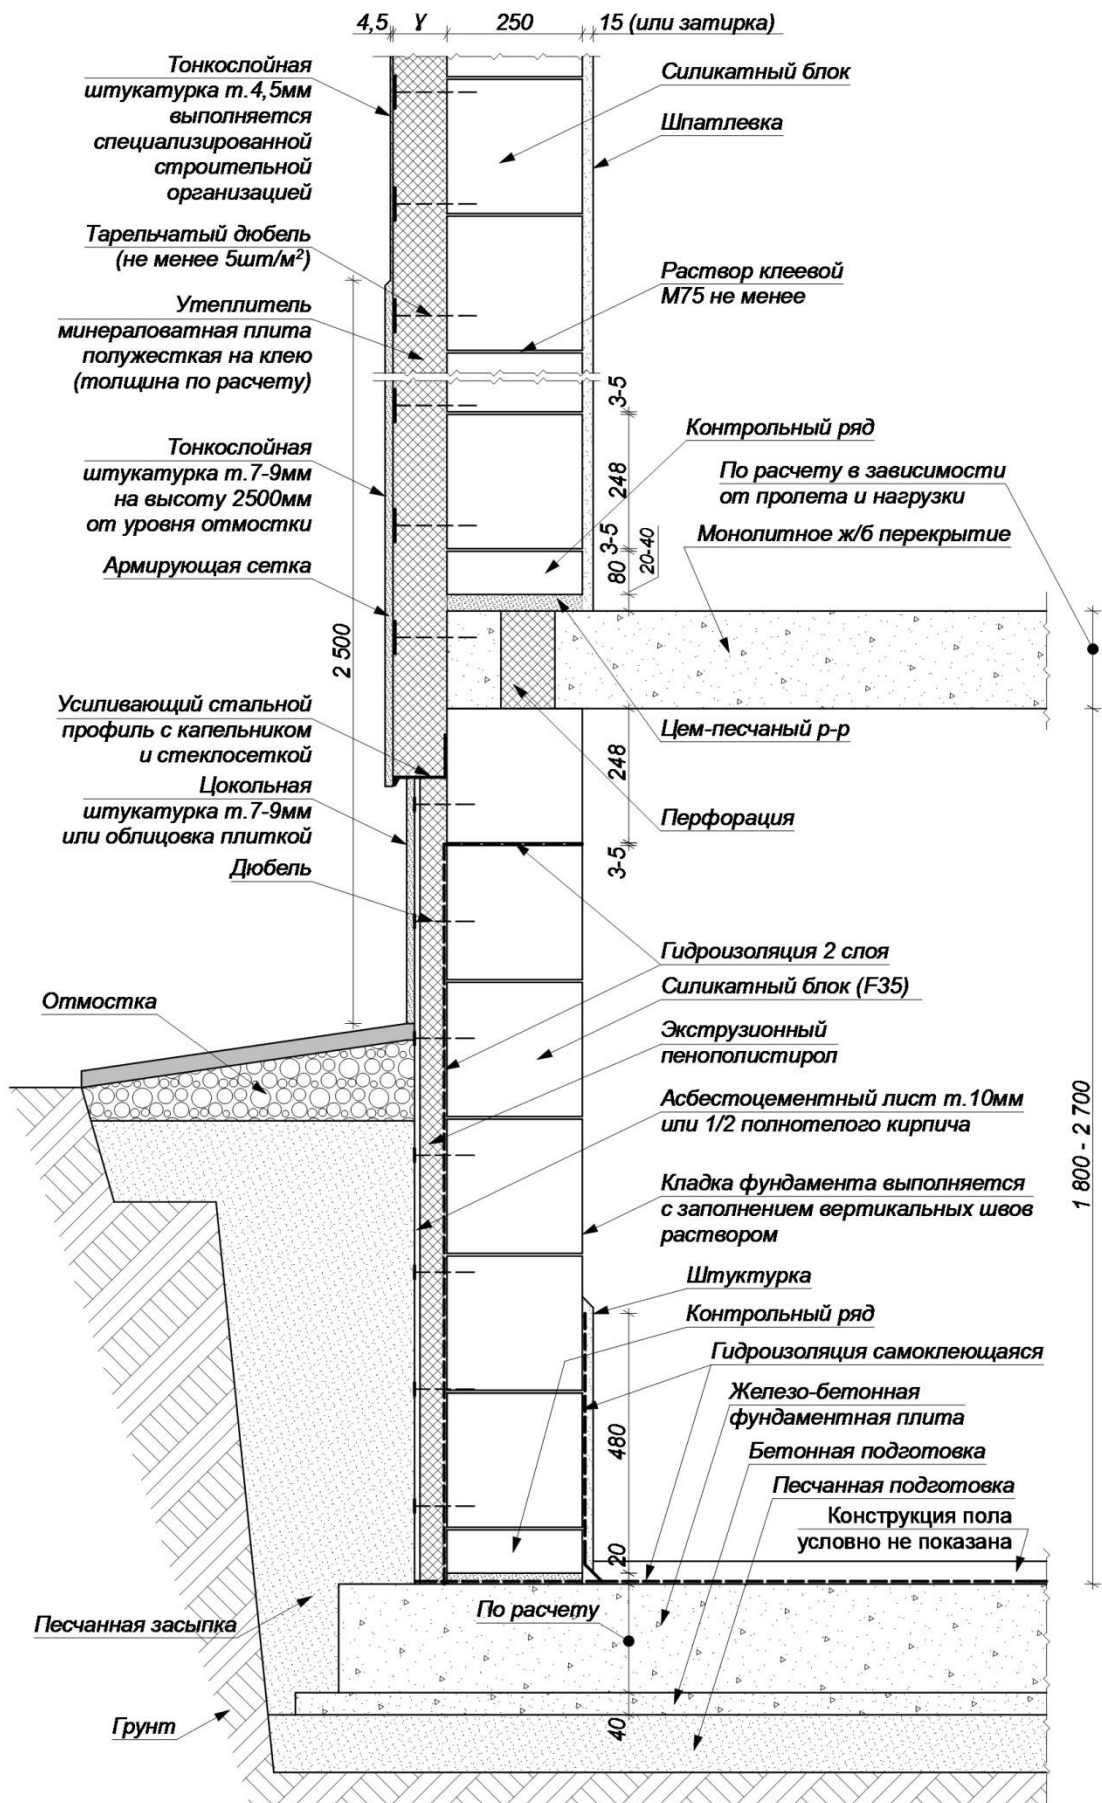 4,5
γ
250
15 (или затирка)
Тонкослойная
штукатурка т.4,5мм
выполняется
специализированной
строительной
организацией
Силикатный блок
Шпатлевка
Тарельчатый дюбель
(не менее 5шт/м²)
Раствор клеевой
М75 не менее
Утеплитель
минераловатная плита
полужесткая на клею
(толщина по расчету)
3-5
Контрольный ряд
Тонкослойная
штукатурка т.7-9мм
на высоту 2500мм
от уровня отмостки
248
По расчету в зависимости
от пролета и нагрузки
Монолитное ж/б перекрытие
3-5
20-40
80
Армирующая сетка
2 500
Усиливающий стальной
профиль с капельником
и стеклосеткой
Цем-песчаный р-р
248
Цокольная
штукатурка т.7-9мм
или облицовка плиткой
Перфорация
3-5
Дюбель
Гидроизоляция 2 слоя
Силикатный блок (F35)
Отмостка
Экструзионный
пенополистирол
Асбестоцементный лист т.10мм
или 1/2 полнотелого кирпича
1 800 - 2 700
Кладка фундамента выполняется
с заполнением вертикальных швов
раствором
Штуктурка
Контрольный ряд
Гидроизоляция самоклеющаяся
Железо-бетонная
фундаментная плита
480
Бетонная подготовка
Песчанная подготовка
Конструкция пола
условно не показана
20
По расчету
Песчанная засыпка
Грунт
40